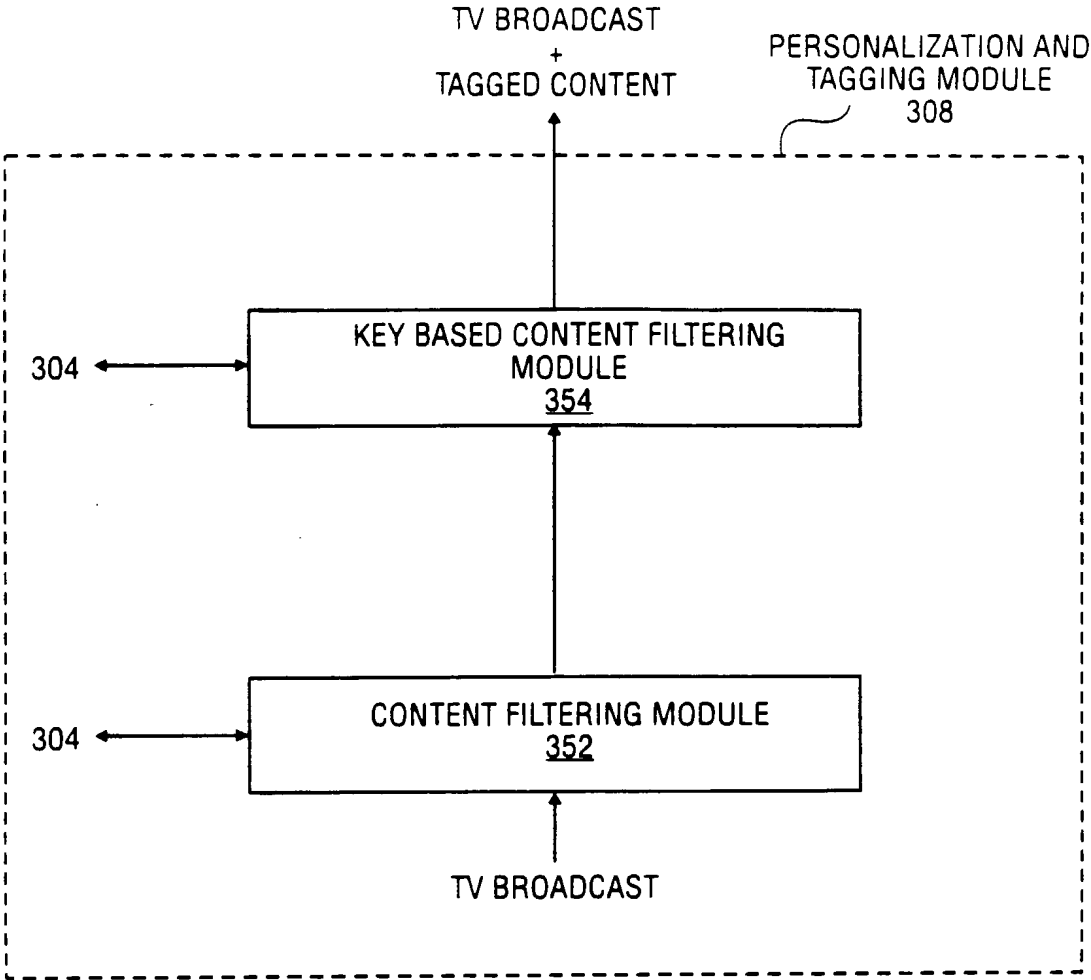 TV BROADCAST
+
TAGGED CONTENT
PERSONALIZATION AND
TAGGING MODULE
308
KEY BASED CONTENT FILTERING
MODULE
354
304
CONTENT FILTERING MODULE
352
304
TV BROADCAST